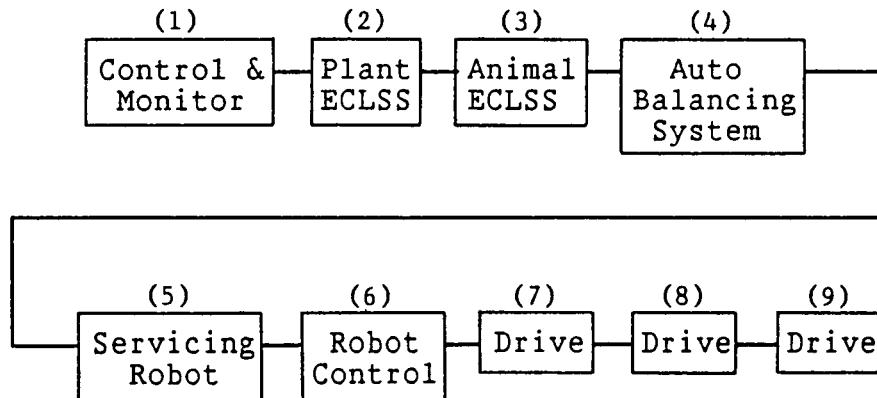 (1) (2) (3) (4)
Control & Plant Animal Auto
Monitor ECLSS ECLSS Balancing
System
(5) (6) (7) (8) (9)
Servicing Robot Drive Drive Drive
Robot Control